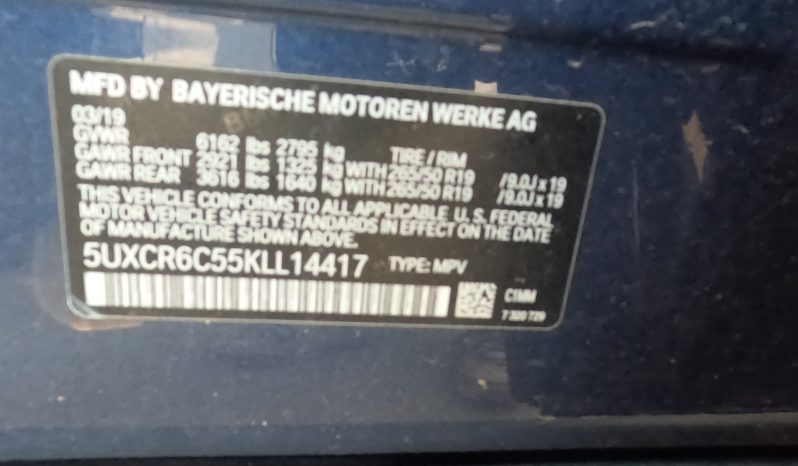 MFD BY BAYERISCHE MOTOREN WERKE AG
03/19
GVWR 6162 lbs 2795 kg TIRE / RIM
GAWR FRONT 2921 lbs 1325 kg WITH 265/50 R19 /9.0J x 19
GAWR REAR 3616 lbs 1640 kg WITH 265/50 R19 /9.0J x 19
THIS VEHICLE CONFORMS TO ALL APPLICABLE U.S. FEDERAL
MOTOR VEHICLE SAFETY STANDARDS IN EFFECT ON THE DATE
OF MANUFACTURE SHOWN ABOVE.
5UXCR6C55KLL14417 TYPE: MPV
CTMM